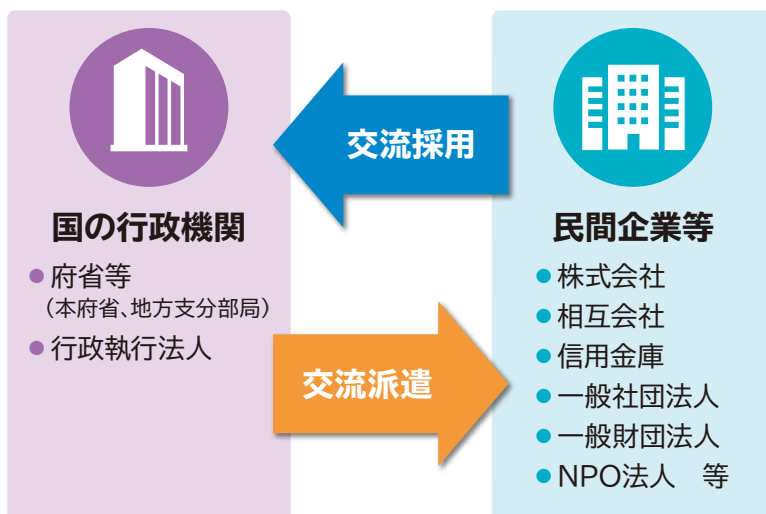 交流採用
国の行政機関
府省等
（本府省、地方支分部局）
行政執行法人
交流派遣
民間企業等
株式会社
相互会社
信用金庫
一般社団法人
一般財団法人
NPO法人　等